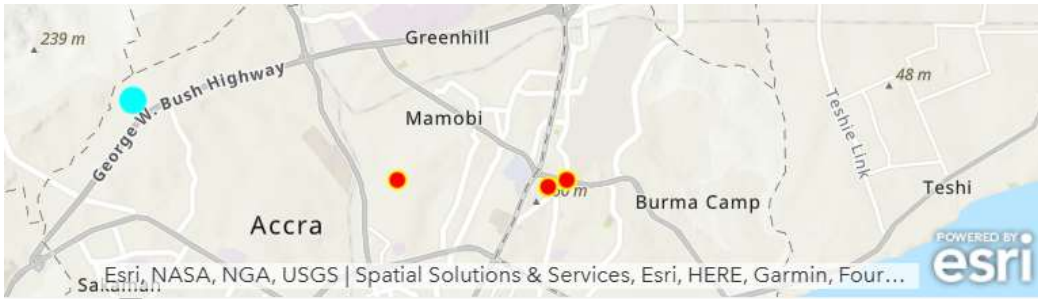 239 m
Greenhill
George W. Bush Highway
48 m
Mamobi
Teshie Link
Teshi
Burma Camp
Accra
POWERED BY
esri
Esri, NASA, NGA, USGS | Spatial Solutions & Services, Esri, HERE, Garmin, Four...